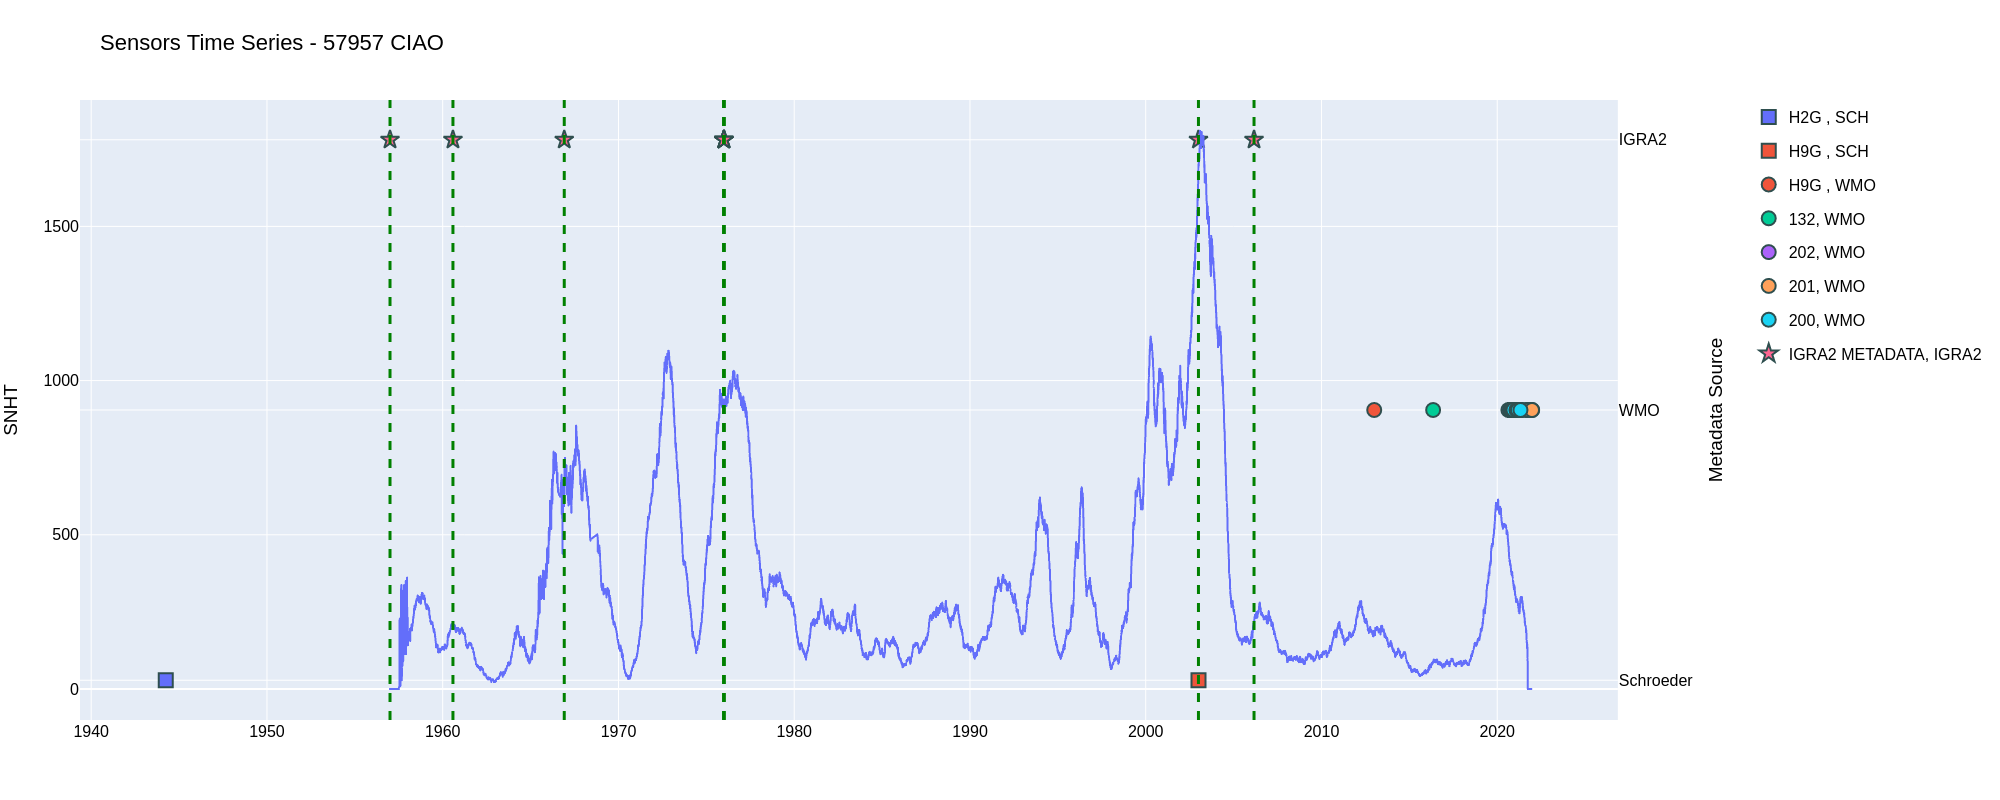 Sensors Time Series - 57957 CIAO
SNHT
1500
1000
500
0
1940 1950 1960 1970 1980 1990 2000 2010 2020
IGRA2
WMO
Schroeder
Metadata Source
H2G , SCH
H9G , SCH
H9G , WMO
132, WMO
202, WMO
201, WMO
200, WMO
IGRA2 METADATA, IGRA2